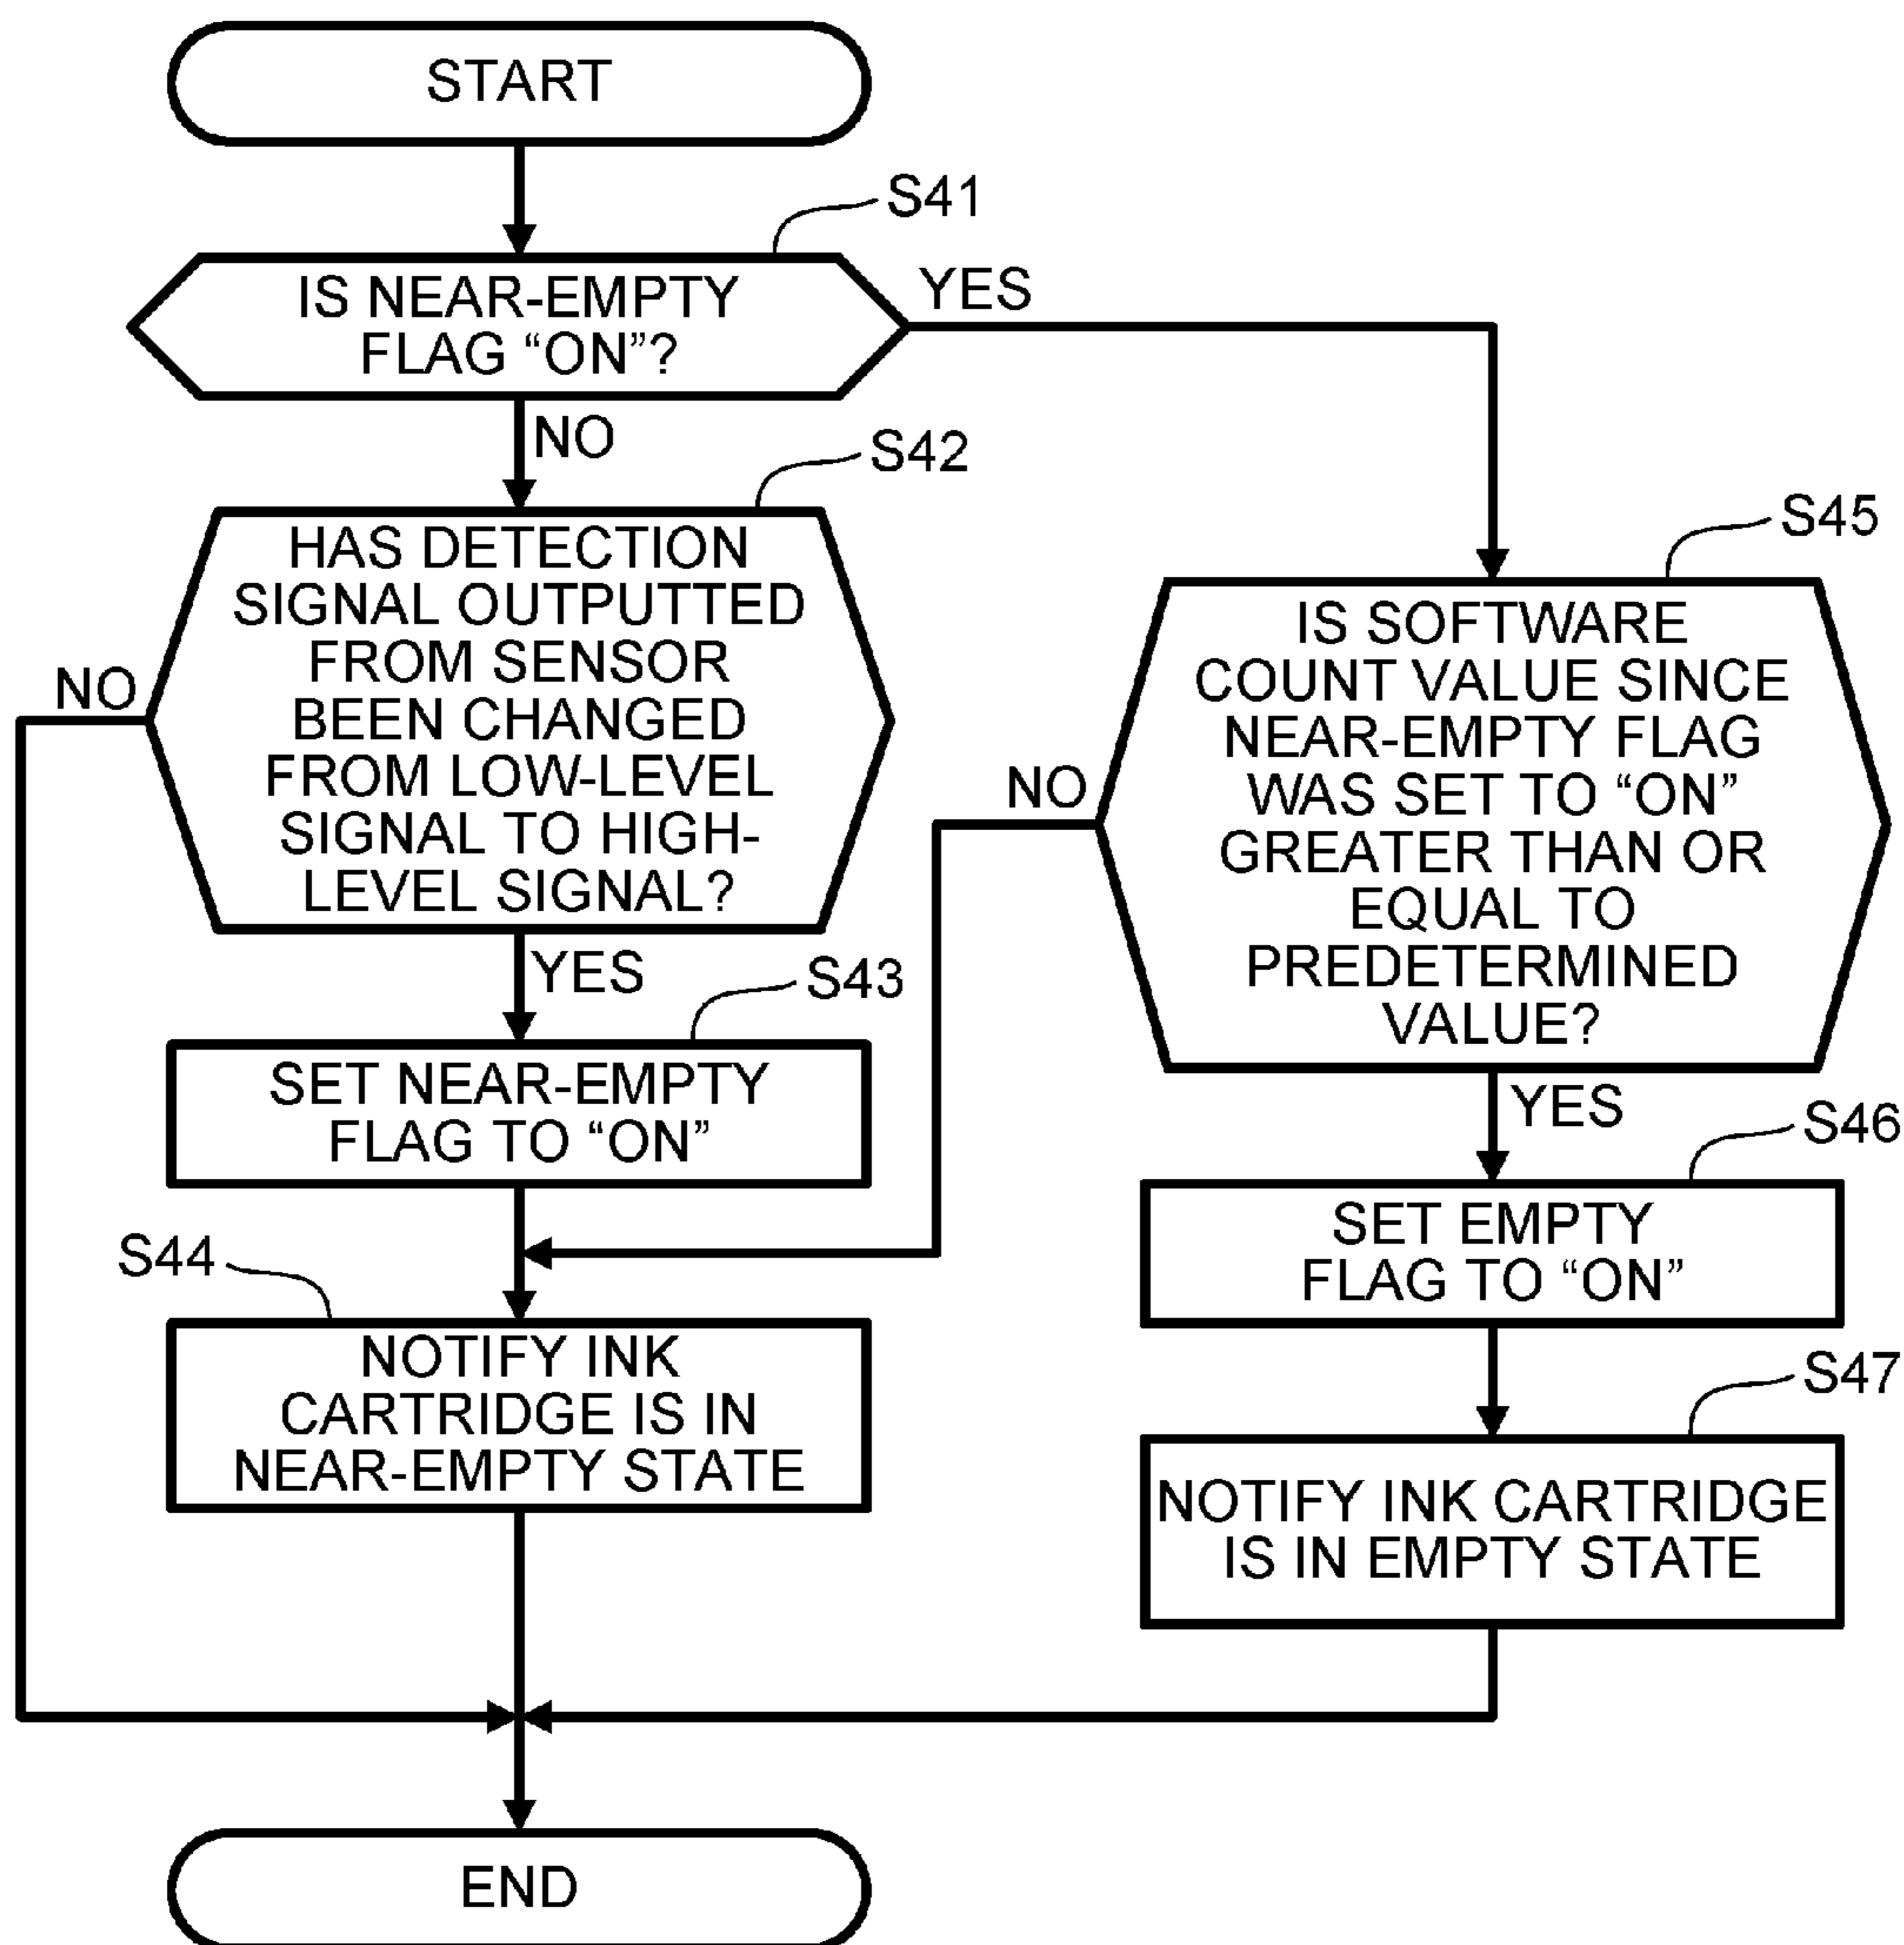 START
S41
IS NEAR-EMPTY
FLAG “ON”?
YES
NO
S42
HAS DETECTION
SIGNAL OUTPUTTED
FROM SENSOR
BEEN CHANGED
FROM LOW-LEVEL
SIGNAL TO HIGH-
LEVEL SIGNAL?
NO
YES
S43
SET NEAR-EMPTY
FLAG TO “ON”
S44
NOTIFY INK
CARTRIDGE IS IN
NEAR-EMPTY STATE
S45
IS SOFTWARE
COUNT VALUE SINCE
NEAR-EMPTY FLAG
WAS SET TO “ON”
GREATER THAN OR
EQUAL TO
PREDETERMINED
VALUE?
NO
YES
S46
SET EMPTY
FLAG TO “ON”
S47
NOTIFY INK CARTRIDGE
IS IN EMPTY STATE
END